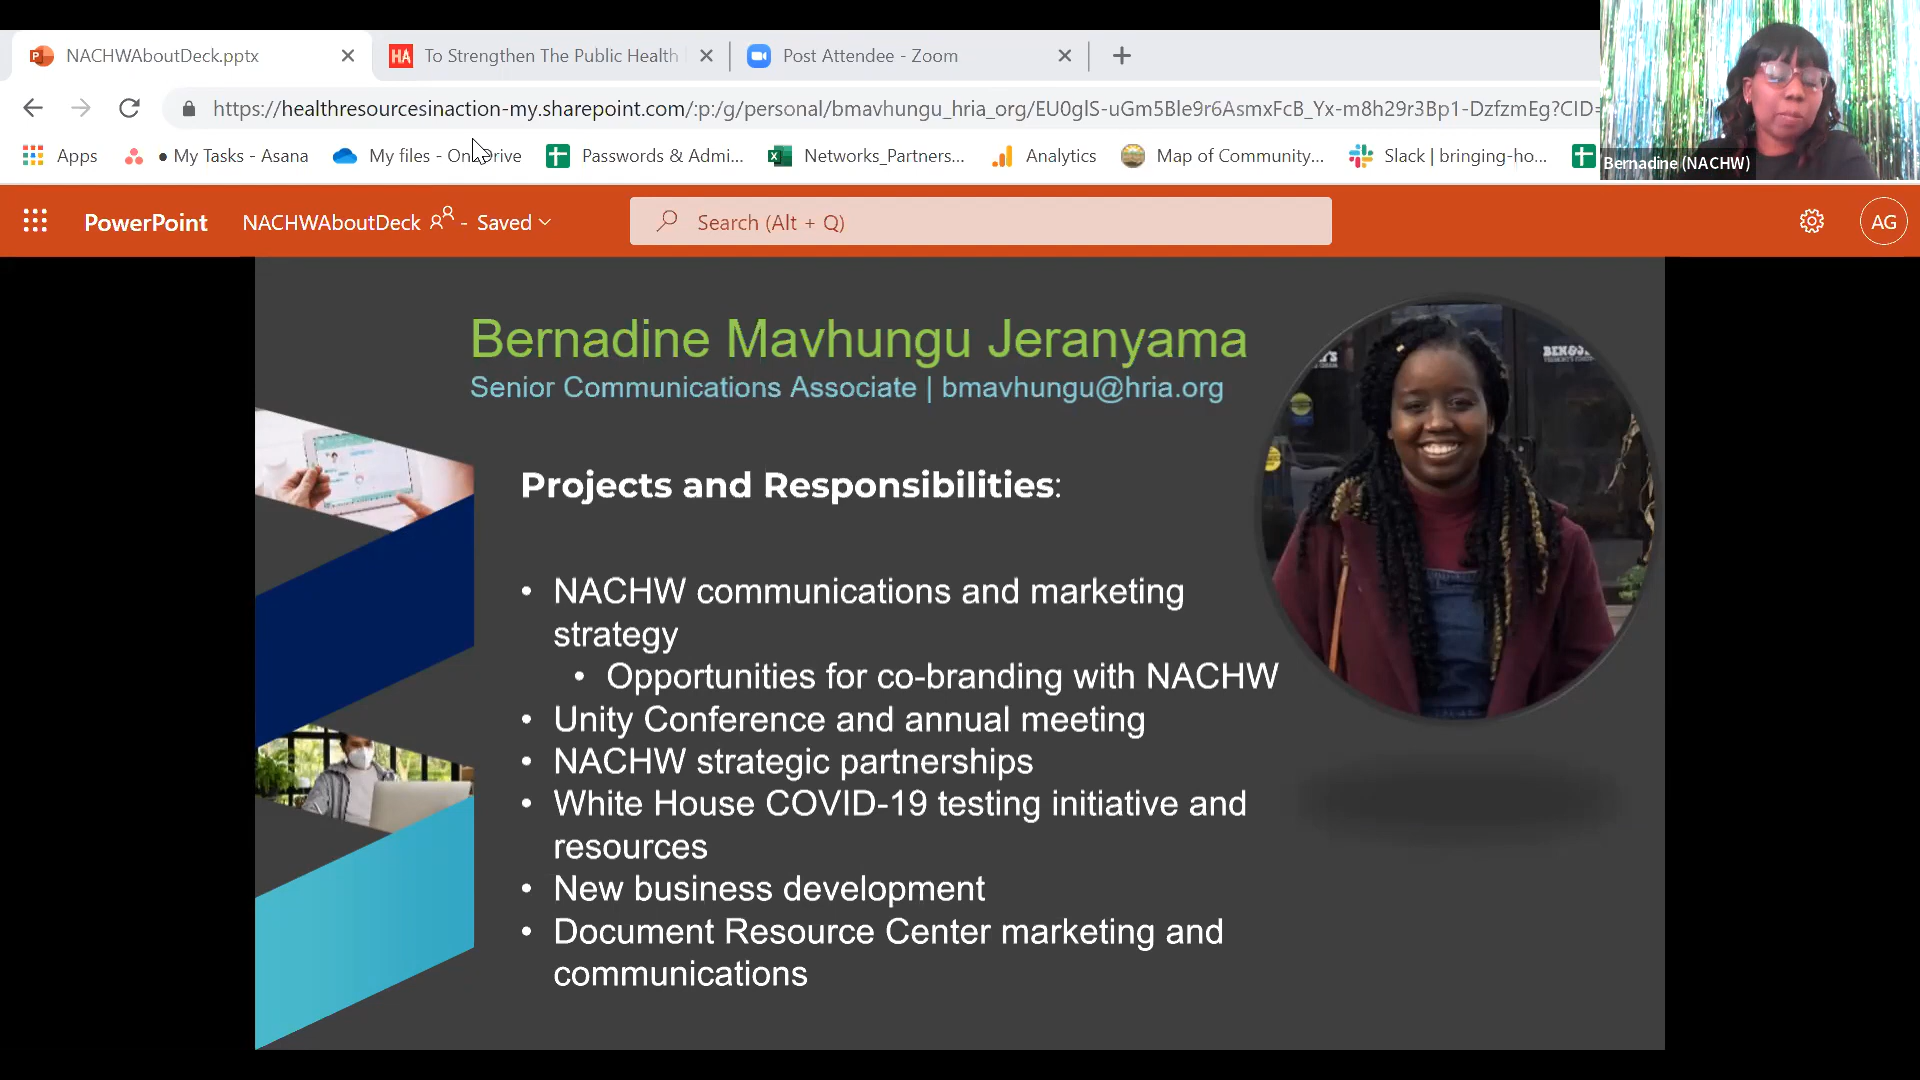 NACHWAboutDeck.pptx
To Strengthen The Public Health
Post Attendee - Zoom
https://healthresourcesinaction-my.sharepoint.com/:p:/g/personal/bmavhungu_hria_org/EU0glS-uGm5Ble9r6AsmxFcB_Yx-m8h29r3Bp1-DzfzmEg?CID=
Apps
My Tasks - Asana
My files - OneDrive
Passwords & Admi...
Networks_Partners...
Analytics
Map of Community...
Slack | bringing-ho...
Bernadine (NACHW)
PowerPoint
NACHWAboutDeck - Saved
Search (Alt + Q)
AG
Bernadine Mavhungu Jeranyama
Senior Communications Associate | bmavhungu@hria.org
Projects and Responsibilities:
• NACHW communications and marketing
strategy
• Opportunities for co-branding with NACHW
• Unity Conference and annual meeting
• NACHW strategic partnerships
• White House COVID-19 testing initiative and
resources
• New business development
• Document Resource Center marketing and
communications